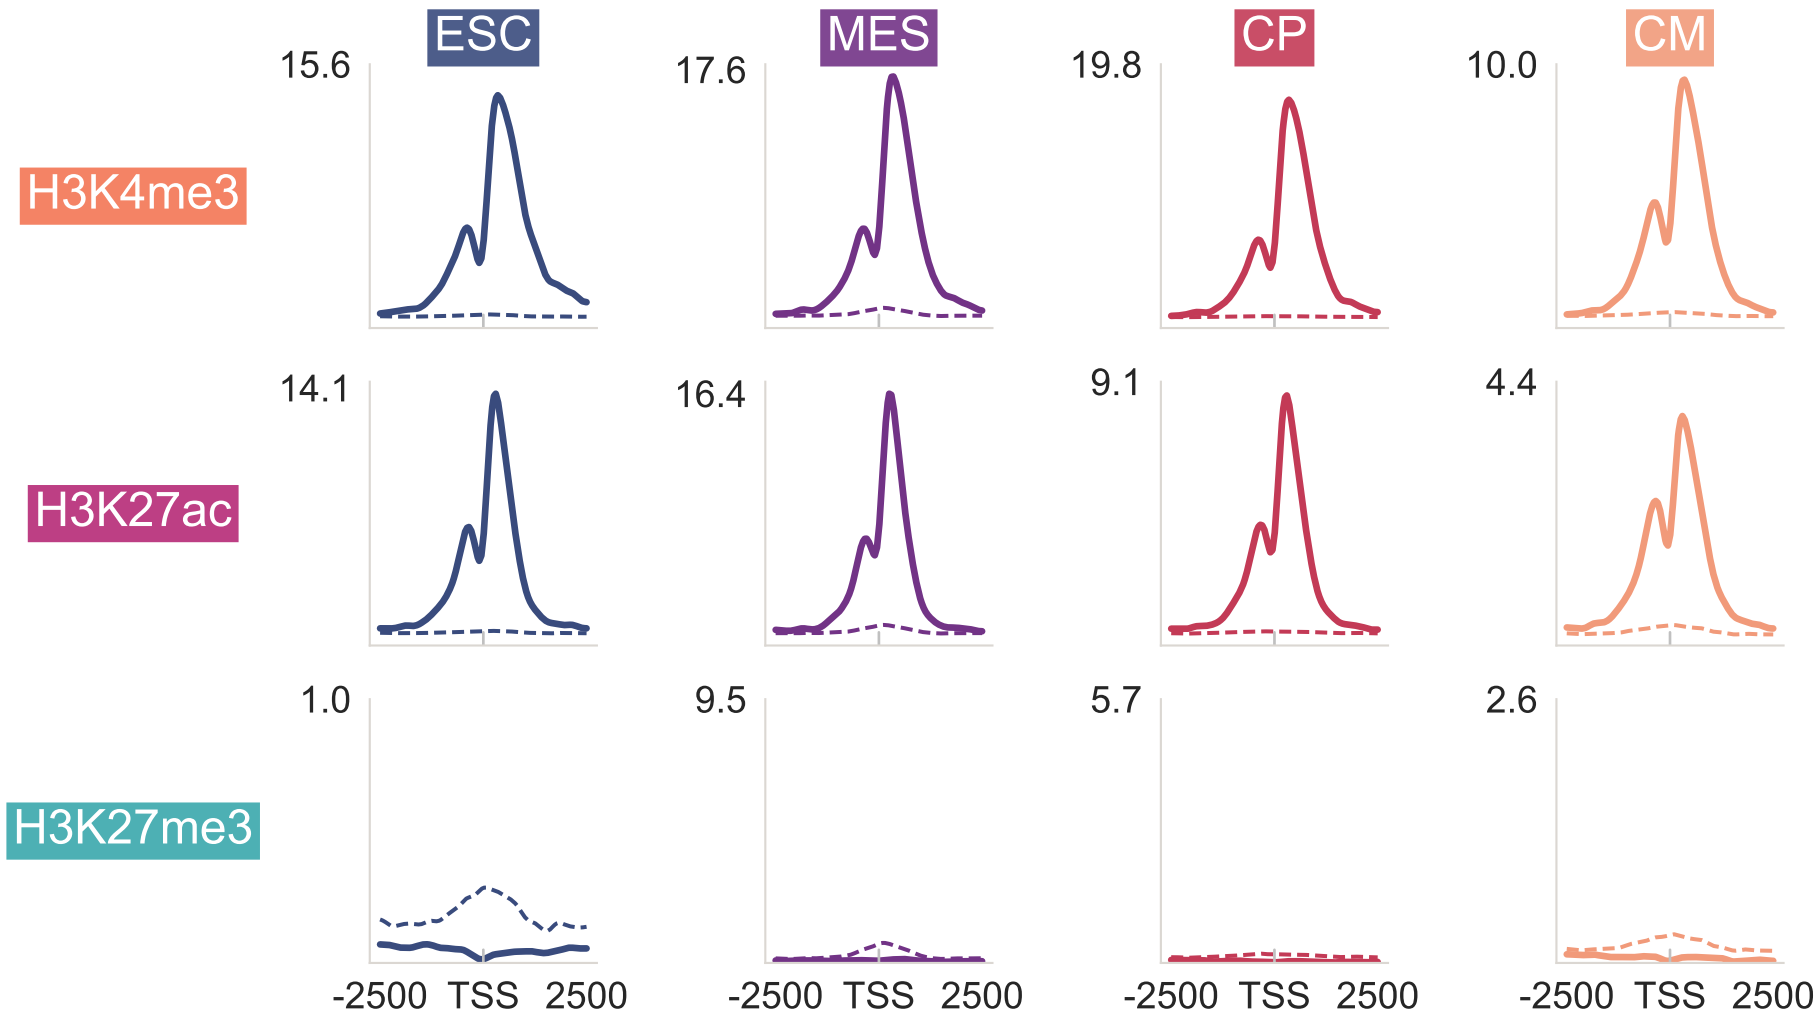 ESC MES CP CM
15.6 17.6 19.8 10.0
H3K4me3
14.1 16.4 9.1 4.4
H3K27ac
1.0 9.5 5.7 2.6
H3K27me3
-2500 TSS 2500 -2500 TSS 2500 -2500 TSS 2500 -2500 TSS 2500